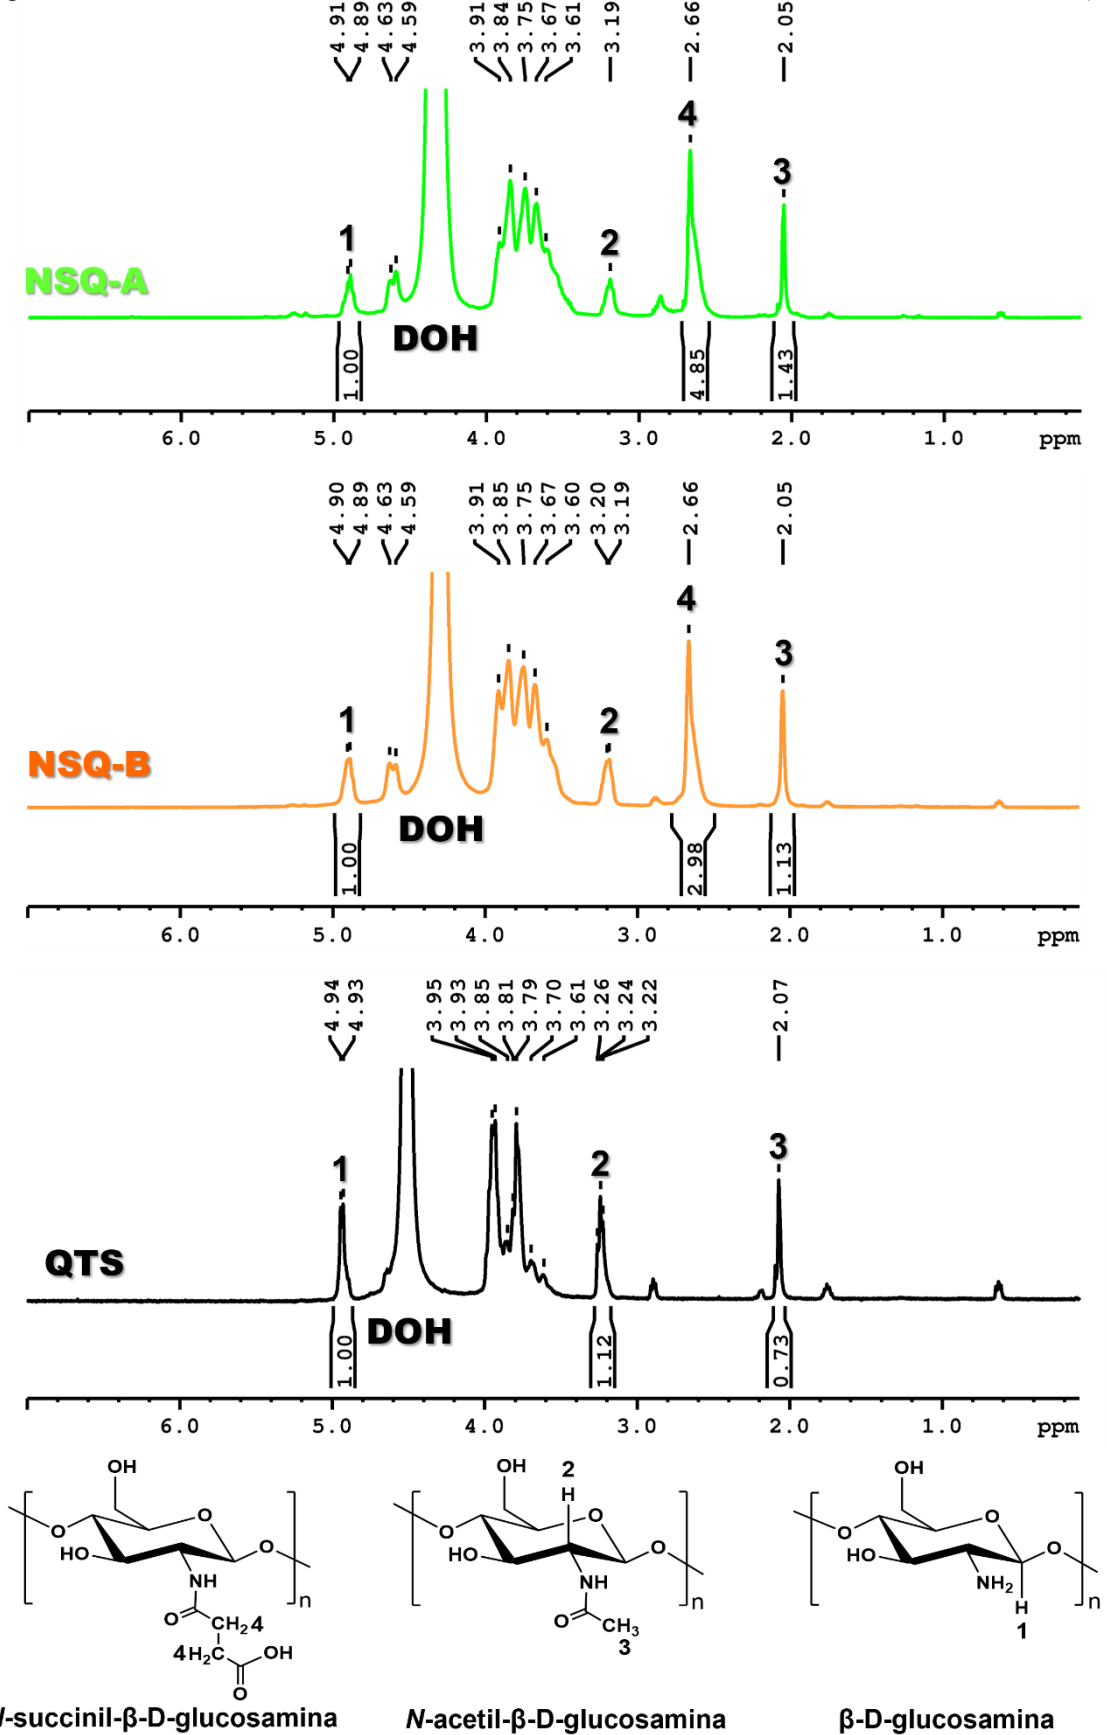 4.91 4.89 4.63 4.59 3.91 3.84 3.75 3.67 3.61 3.19 2.66 2.05
4
3
1
2
NSQ-A
DOH
1.00 4.85 1.43
6.0 5.0 4.0 3.0 2.0 1.0 ppm
4.90 4.89 4.63 4.59 3.91 3.85 3.75 3.67 3.60 3.20 3.19 2.66 2.05
4
3
1
2
NSQ-B
DOH
1.00 2.98 1.13
6.0 5.0 4.0 3.0 2.0 1.0 ppm
4.94 4.93 3.95 3.93 3.85 3.81 3.79 3.70 3.61 3.26 3.24 3.22 2.07
3
1
2
QTS
DOH
1.00 1.12 0.73
6.0 5.0 4.0 3.0 2.0 1.0 ppm
OH
O
O
HO
O
NH
n
O
CH2 4
4 H2C
OH
O
-succinil-β-D-glucosamina
OH
2
H
O
O
HO
O
NH
n
O
CH3
3
N-acetil-β-D-glucosamina
OH
O
O
HO
O
NH2
n
H
1
β-D-glucosamina